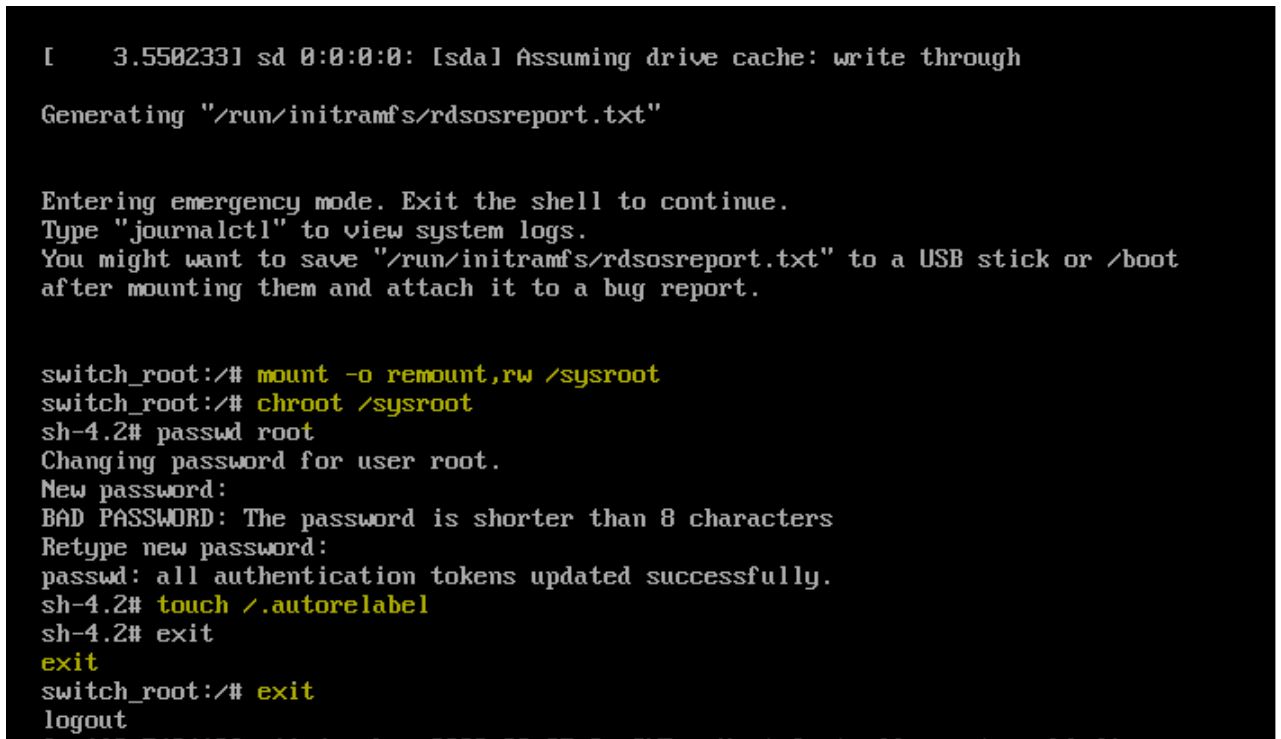 [    3.550233] sd 0:0:0:0: [sda] Assuming drive cache: write through
Generating "/run/initramfs/rdsosreport.txt"
Entering emergency mode. Exit the shell to continue.
Type "journalctl" to view system logs.
You might want to save "/run/initramfs/rdsosreport.txt" to a USB stick or /boot
after mounting them and attach it to a bug report.
switch_root:/# mount -o remount,rw /sysroot
switch_root:/# chroot /sysroot
sh-4.2# passwd root
Changing password for user root.
New password:
BAD PASSWORD: The password is shorter than 8 characters
Retype new password:
passwd: all authentication tokens updated successfully.
sh-4.2# touch /.autorelabel
sh-4.2# exit
exit
switch_root:/# exit
logout